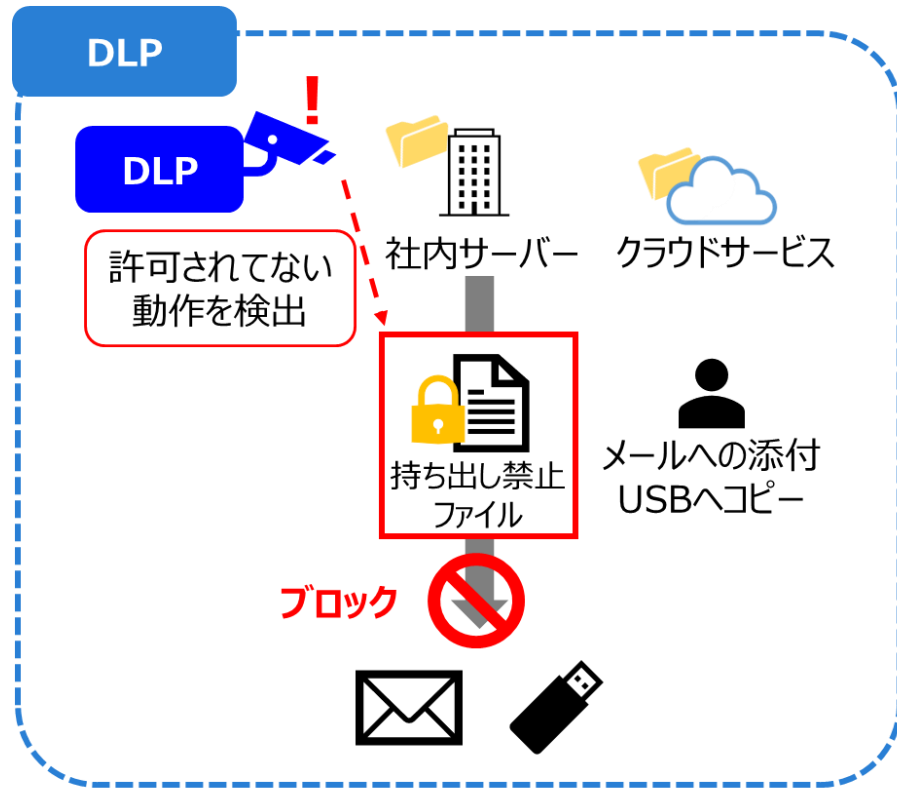 DLP
!
DLP
許可されてない
動作を検出
社内サーバー
クラウドサービス
持ち出し禁止
ファイル
メールへの添付
USBへコピー
ブロック